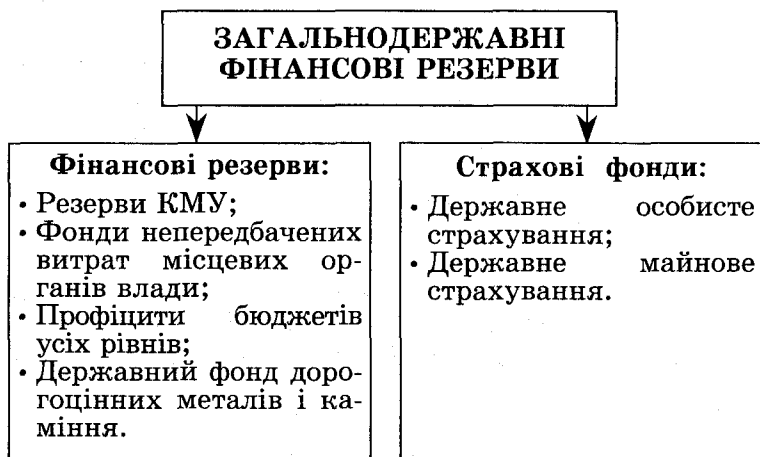 ЗАГАЛЬНОДЕРЖАВНІ
ФІНАНСОВІ РЕЗЕРВИ
Фінансові резерви:
• Резерви КМУ;
• Фонди непередбачених
витрат місцевих ор-
ганів влади;
• Профіцити бюджетів
усіх рівнів;
• Державний фонд доро-
гоцінних металів і ка-
міння.
Страхові фонди:
• Державне особисте
страхування;
• Державне майнове
страхування.